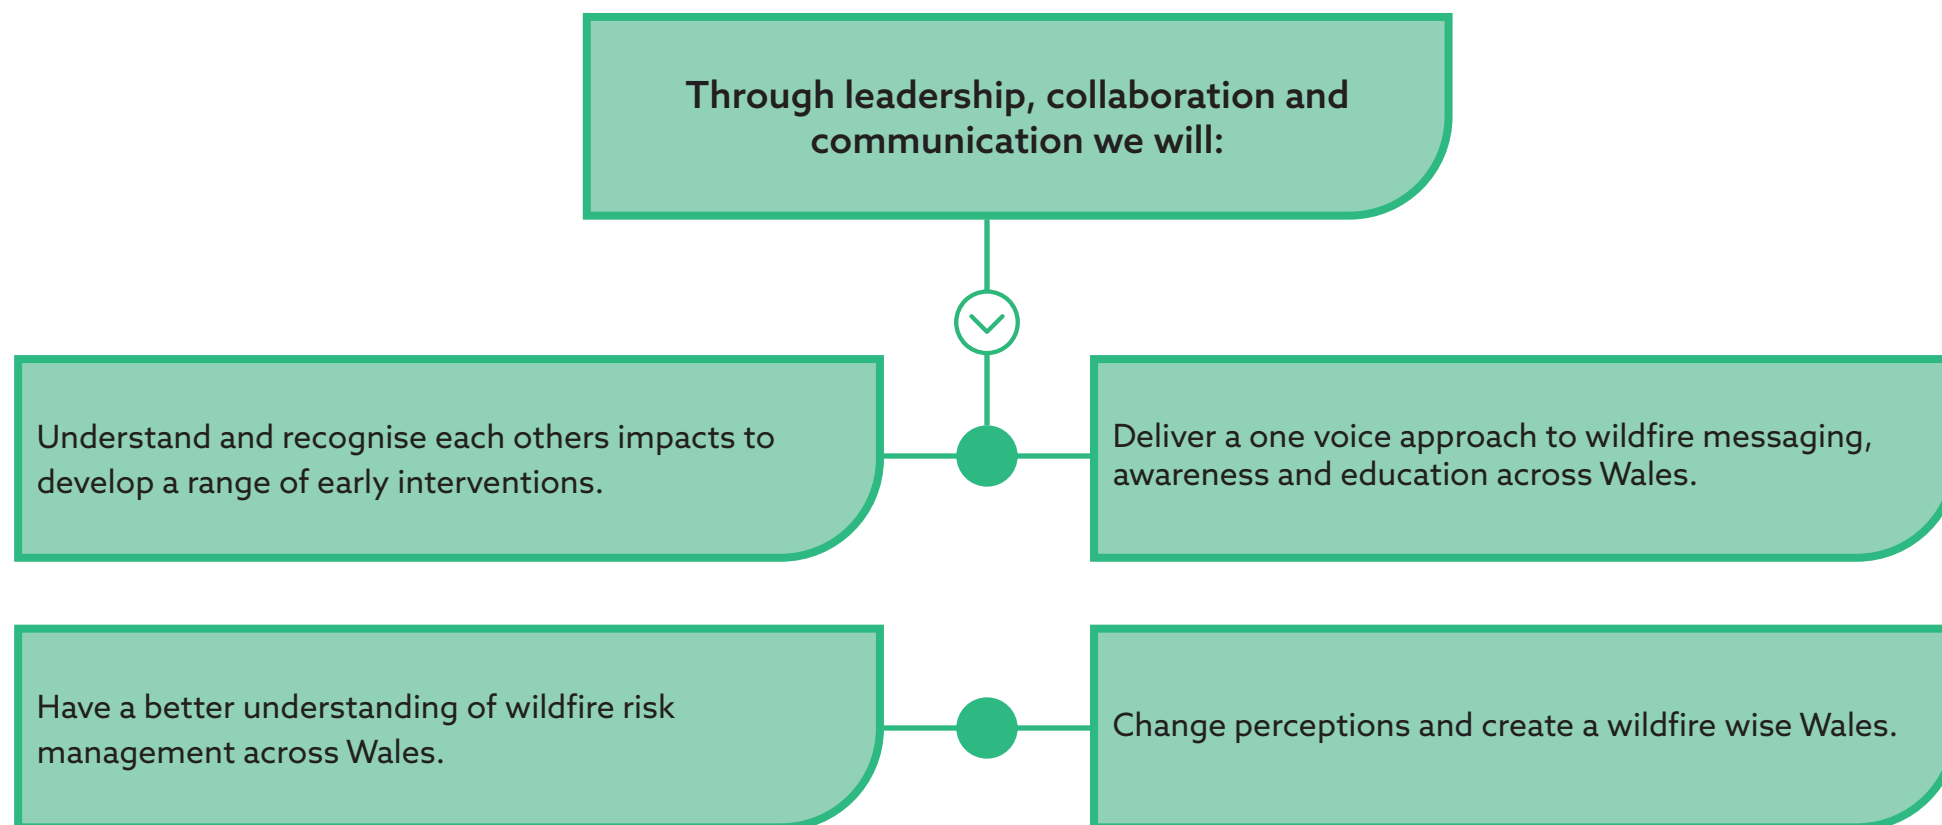 Through leadership, collaboration and
communication we will:
Understand and recognise each others impacts to
develop a range of early interventions.
Deliver a one voice approach to wildfire messaging,
awareness and education across Wales.
Have a better understanding of wildfire risk
management across Wales.
Change perceptions and create a wildfire wise Wales.